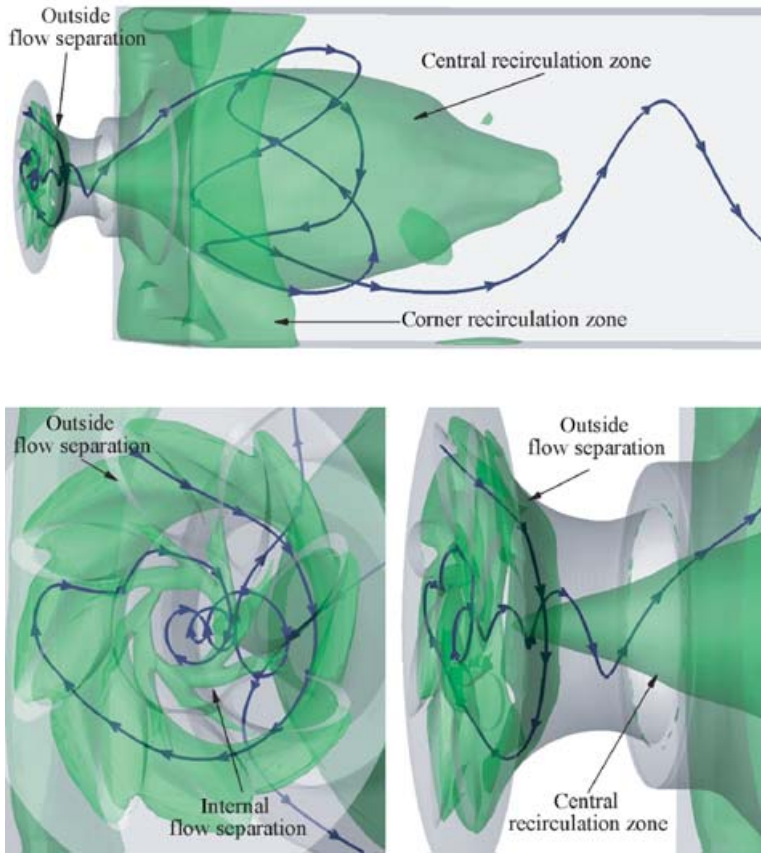 Outside
flow separation
Central recirculation zone
Corner recirculation zone
Outside
flow separation
Outside
flow separation
Internal
flow separation
Central
recirculation zone